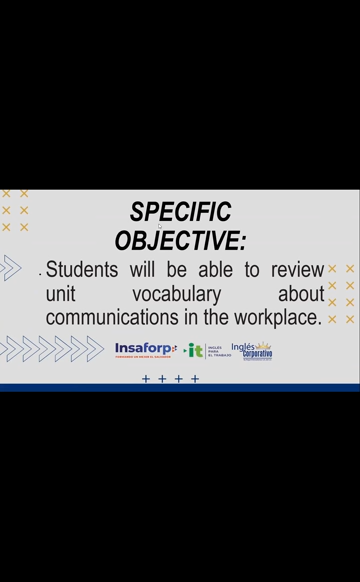 SPECIFIC
OBJECTIVE:
. Students will be able to review
unit vocabulary about
communications in the workplace.
Insaforp
it
INGLÉS
PARA
EL TRABAJO
Inglés
Corporativo